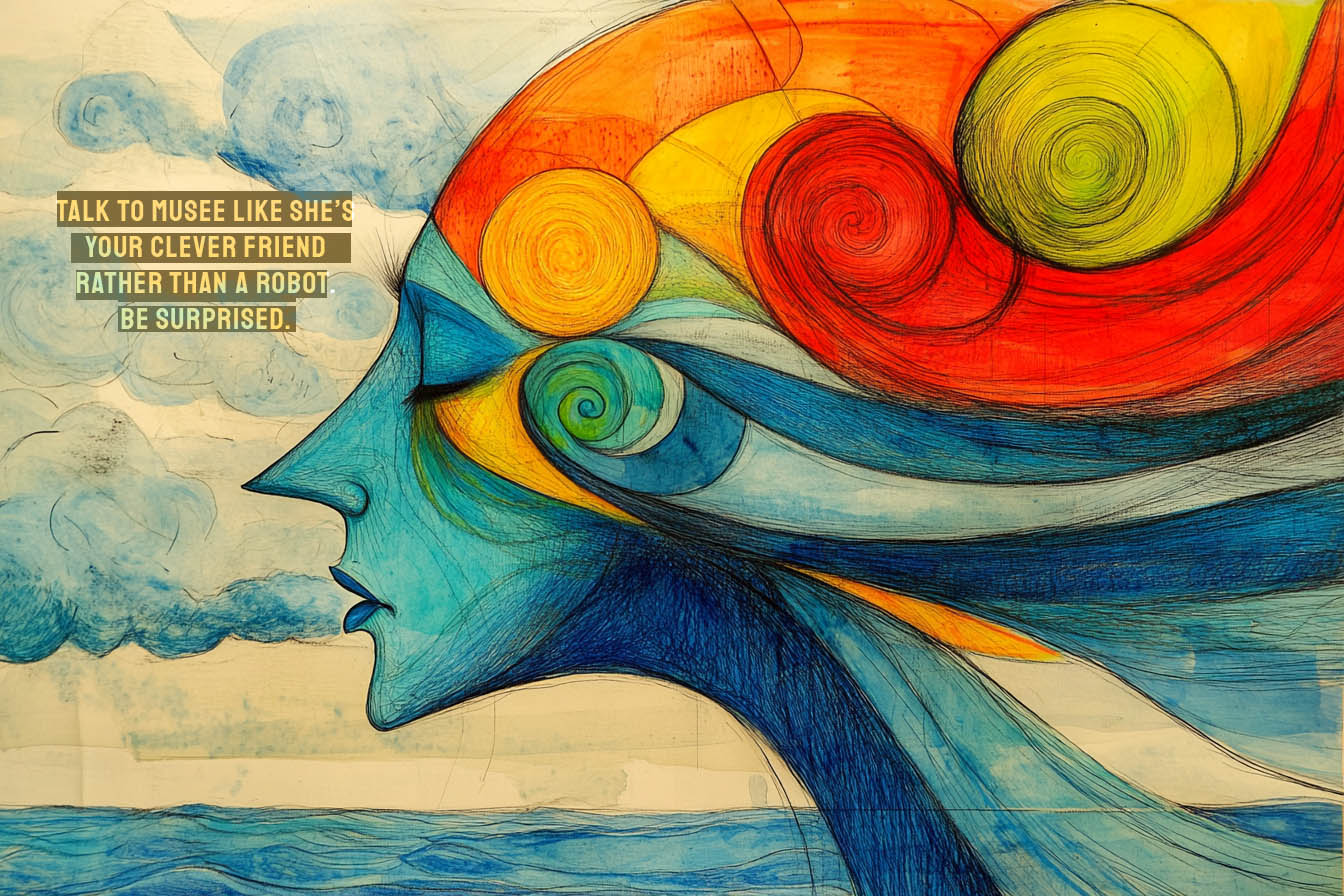 TALK TO MUSEE LIKE SHE'S
YOUR CLEVER FRIEND
RATHER THAN A ROBOT.
BE SURPRISED.